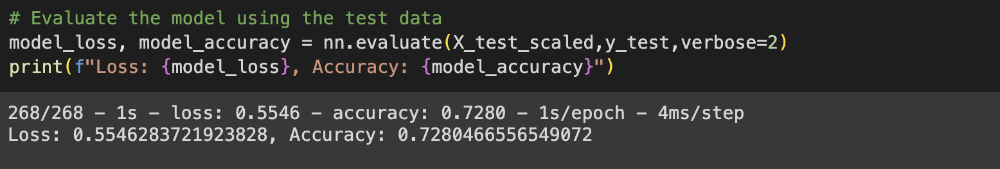 # Evaluate the model using the test data
model_loss, model_accuracy = nn.evaluate(X_test_scaled,y_test,verbose=2)
print(f"Loss: {model_loss}, Accuracy: {model_accuracy}")
268/268 - 1s - loss: 0.5546 - accuracy: 0.7280 - 1s/epoch - 4ms/step
Loss: 0.5546283721923828, Accuracy: 0.7280466556549072